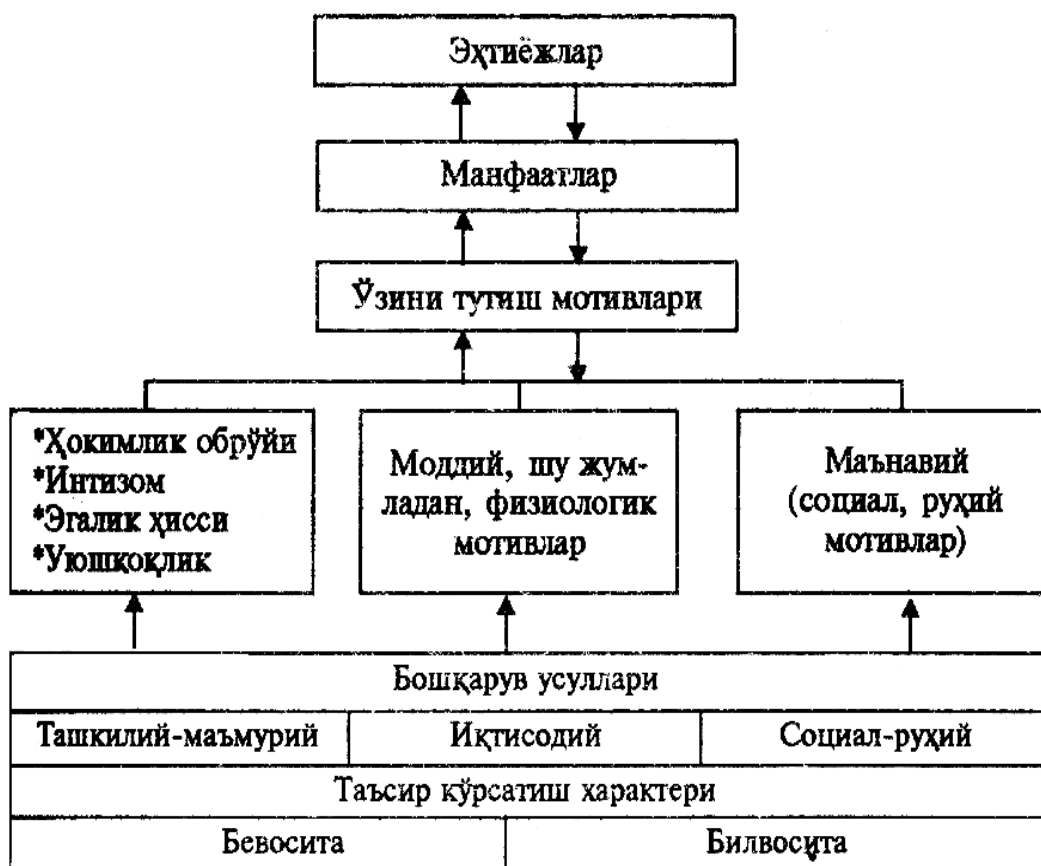 Эҳтиёжлар
Манфаатлар
Ўзини тутиш мотивлари
*Ҳокимлик обрўйи
*Интизом
*Эгалик ҳисси
*Уюшқоқлик
Моддий, шу жум-
ладан, физиологик
мотивлар
Маънавий
(социал, руҳий
мотивлар)
Бошқарув усуллари
Ташкилий-маъмурий
Иқтисодий
Социал-руҳий
Таъсир кўрсатиш характери
Бевосита
Билвосита